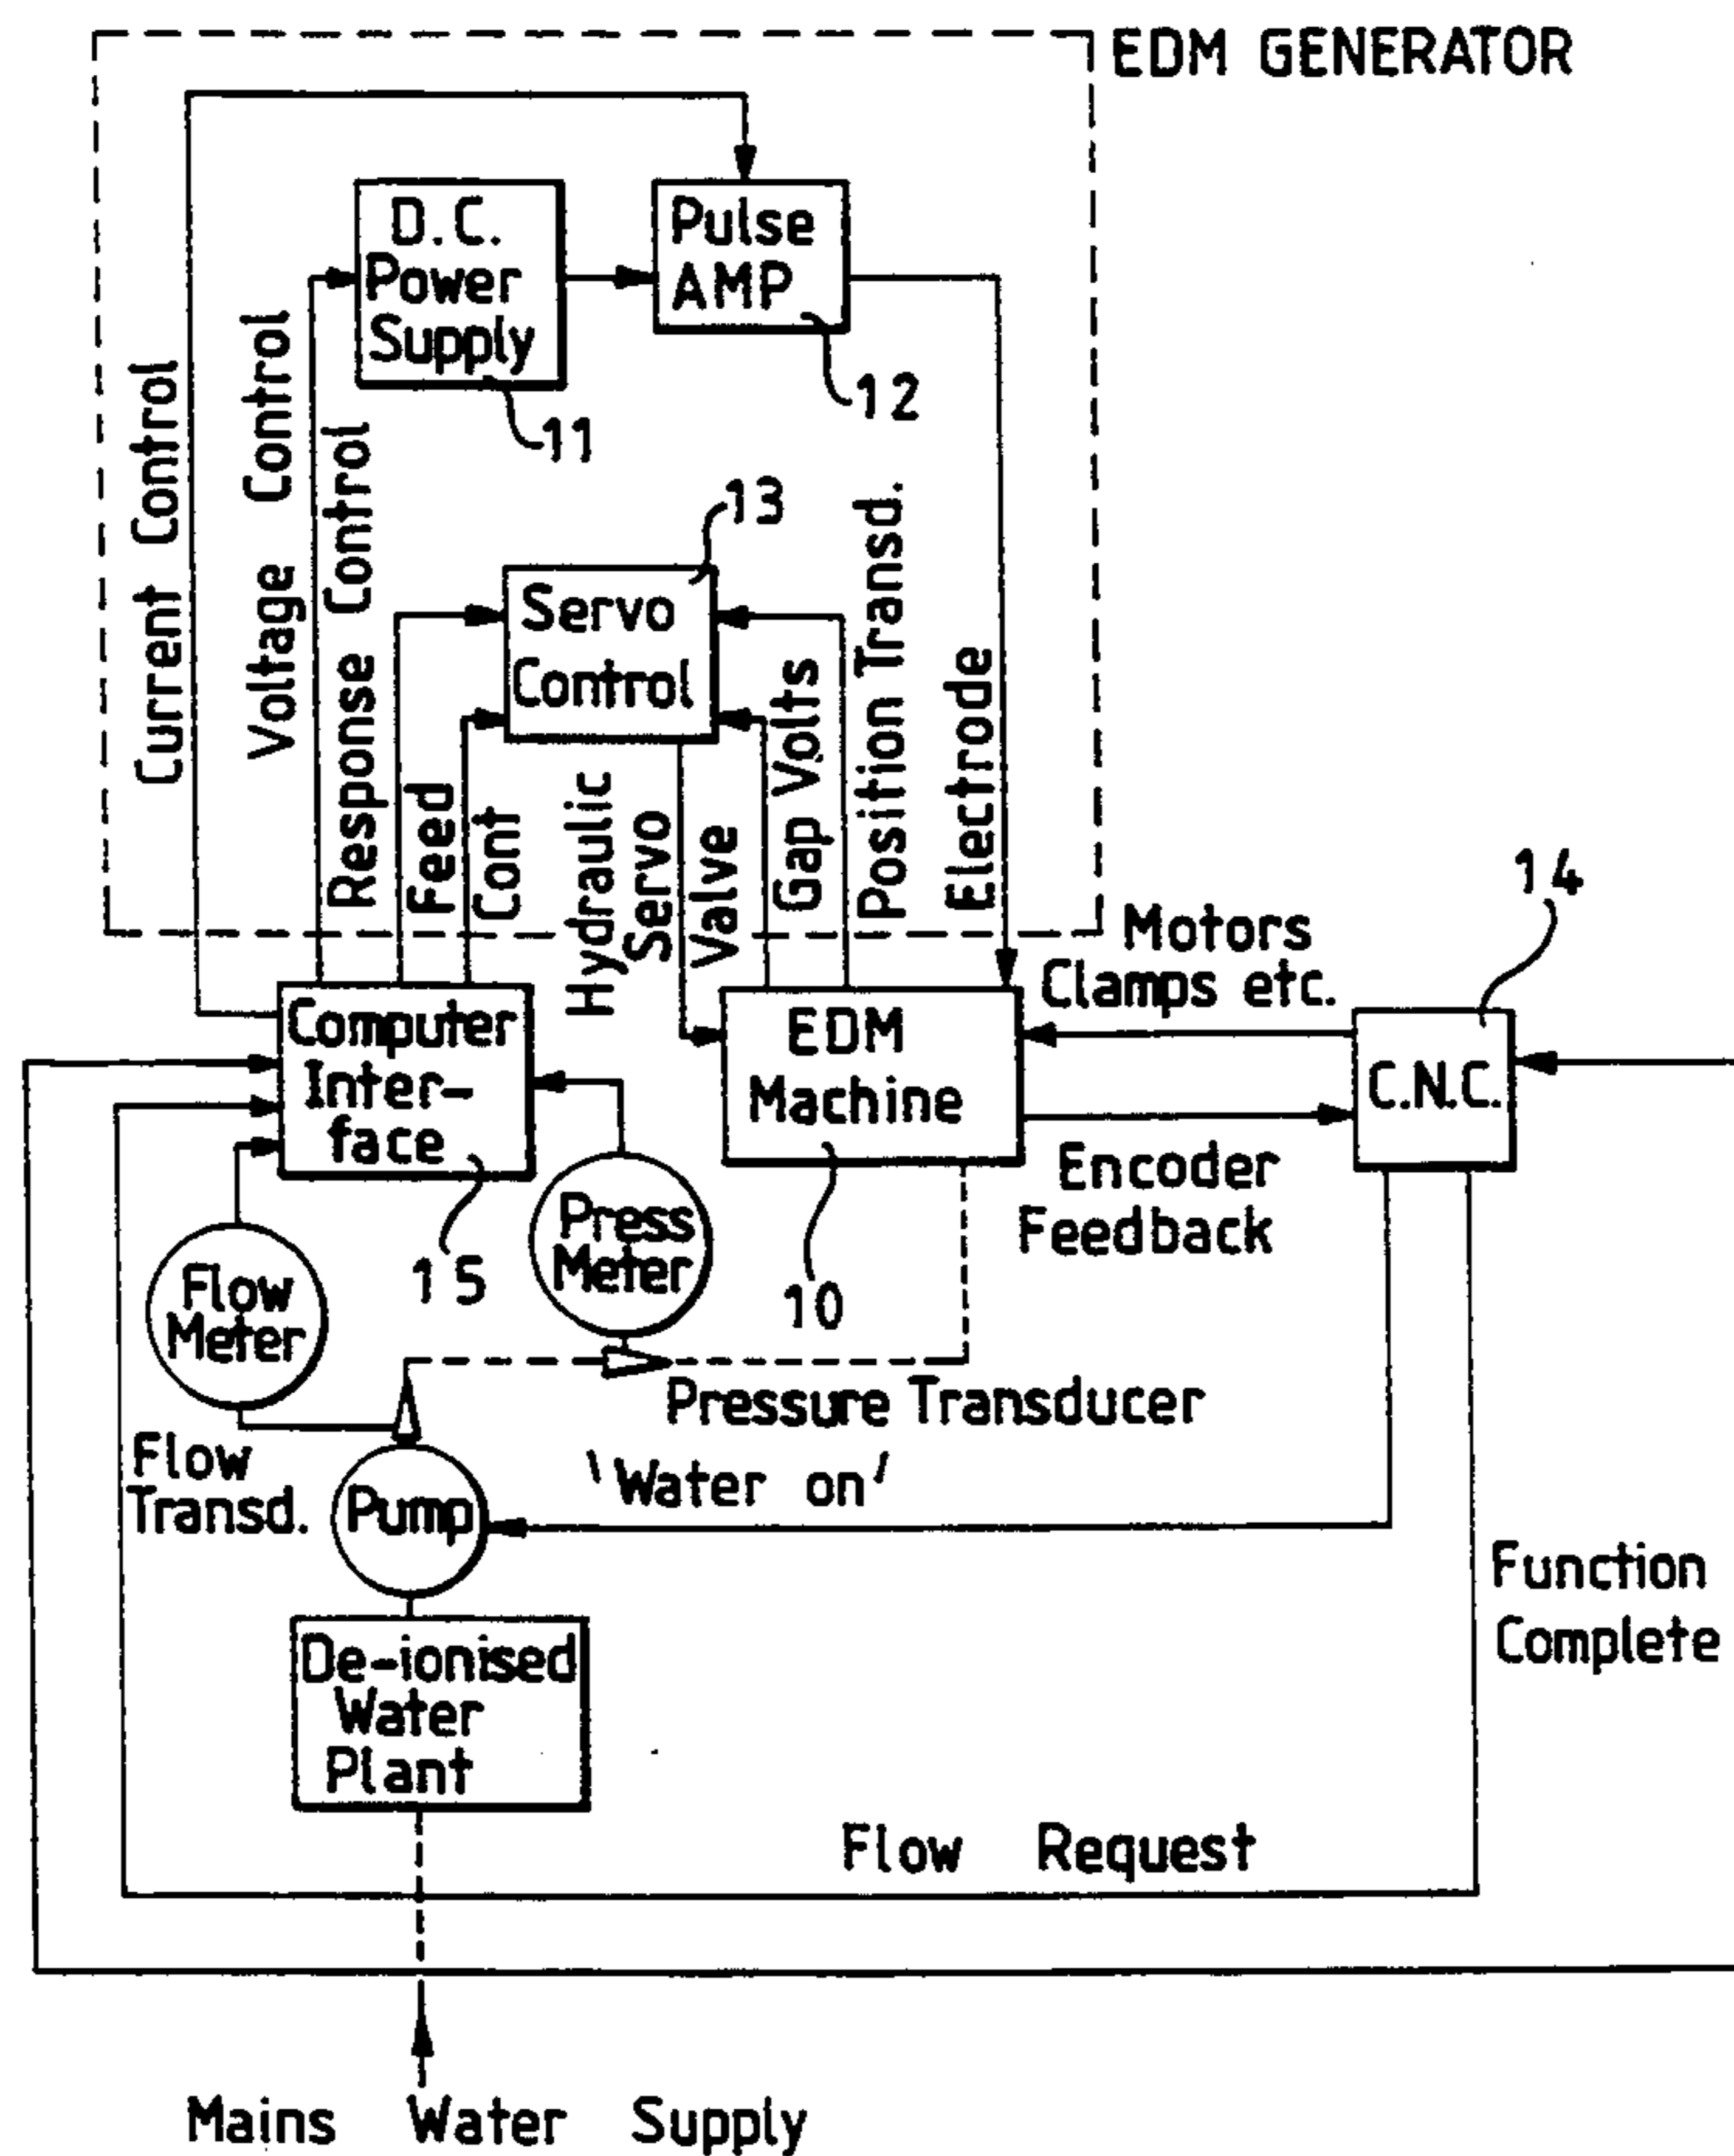 EDM GENERATOR
D.C.
Power
Supply
11
Pulse
AMP
12
Current Control
Voltage Control
Response Control
Feed
Cont
13
Servo
Control
Hydraulic
Servo
Valve
Gap Volts
Position Transd.
Electrode
Motors
Clamps etc.
14
Computer
Inter-
face
15
EDM
Machine
10
C.N.C.
Encoder
Feedback
Press
Meter
Flow
Meter
Pressure Transducer
Flow
Transd.
Pump
'Water on'
Function
Complete
De-ionised
Water
Plant
Flow Request
Mains Water Supply